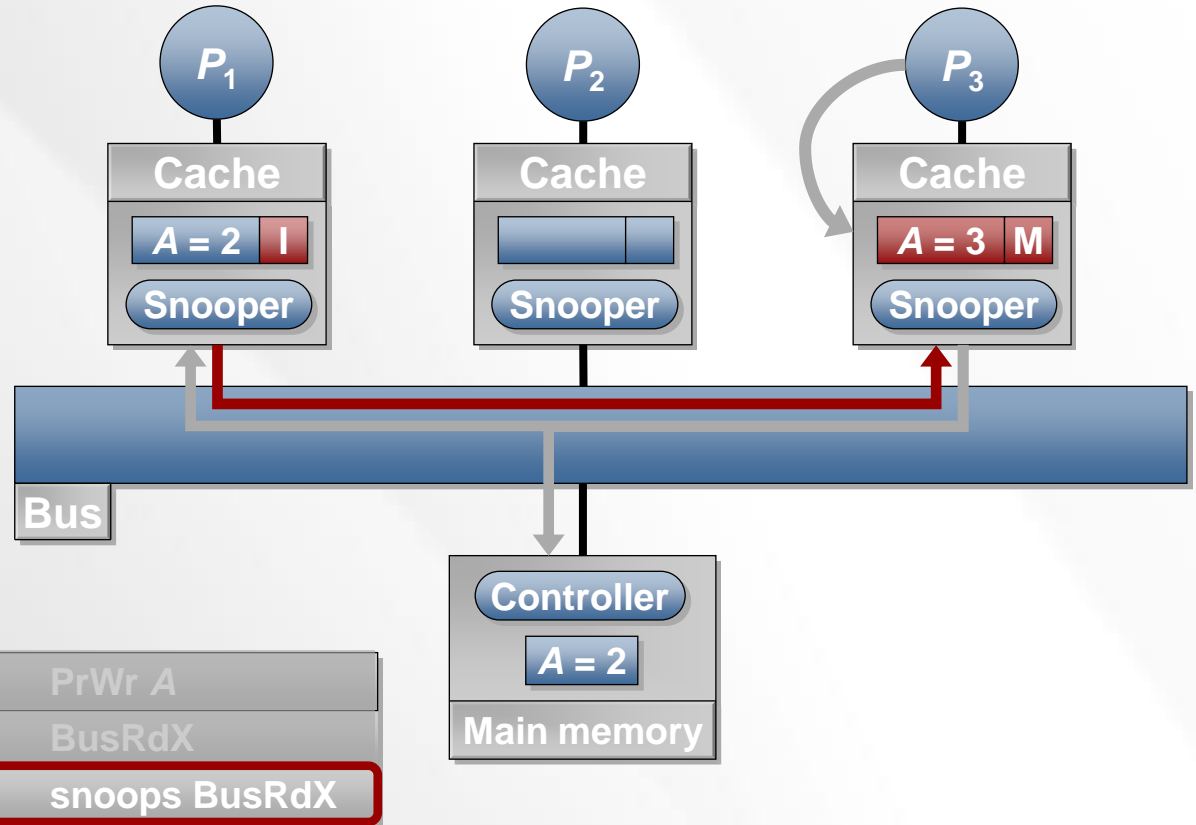 P1
P2
P3
Cache
Cache
Cache
A = 2 I
A = 3 M
Snooper
Snooper
Snooper
Bus
Controller
A = 2
Main memory
PrWr A
BusRdX
snoops BusRdX